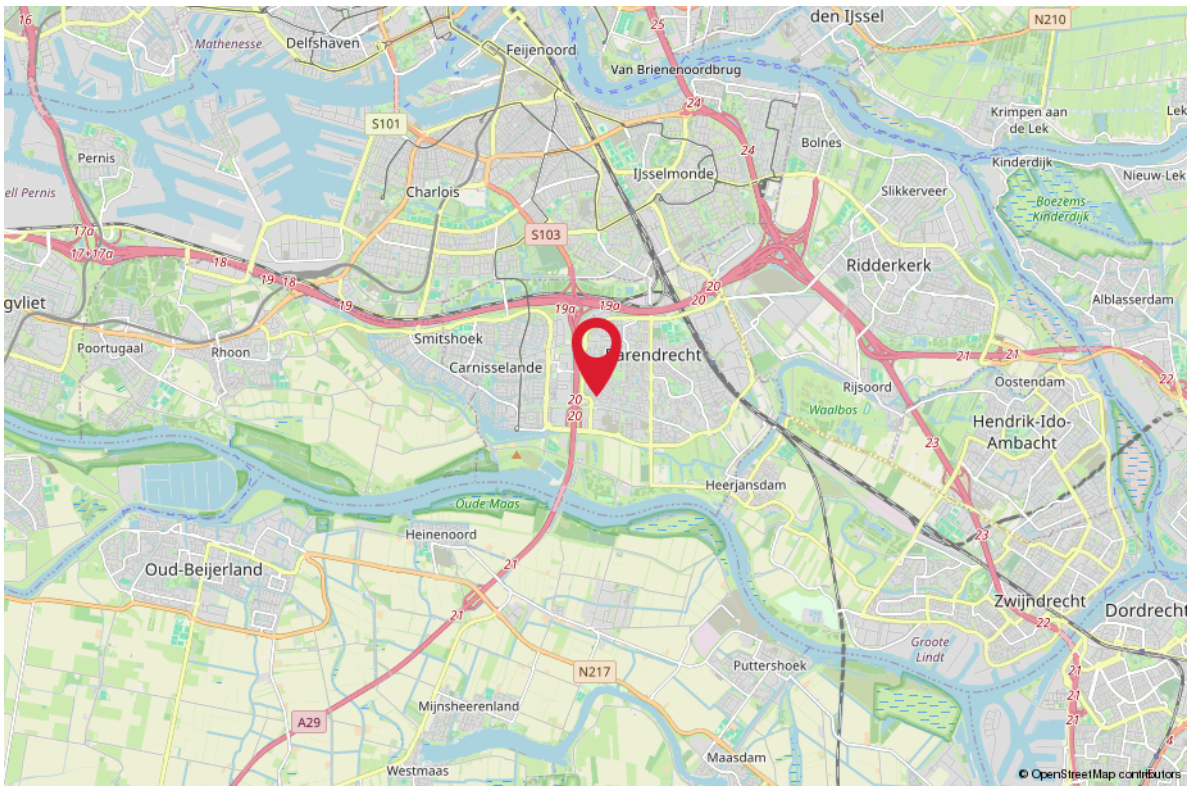 16
Mathenesse
Delfshaven
Feijenoord
25
den IJssel
N210
Van Brienenoordbrug
24
S101
Krimpen aan
de Lek
Lek
Pernis
24
Bolnes
Kinderdijk
Nieuw-Lek
ell Pernis
Charlois
IJsselmonde
Slikkerveer
Boezems
Kinderdijk
17a
17+17a
18
S103
19 18
19
20
20
Ridderkerk
gvliet
19a
19a
Alblasserdam
Poortugaal
Rhoon
Smitshoek
Carnisselande
Barendrecht
21
21
22
20
20
Rijsoord
Oostendam
Waalbos
Hendrik-Ido-
Ambacht
23
Heerjansdam
Oude Maas
Heinenoord
23
Oud-Beijerland
21
21
Zwijndrecht
22
Dordrecht
Groote
Lindt
N217
Puttershoek
21
21
21
A29
Mijnsheerenland
4
Maasdam
Westmaas
© OpenStreetMap contributors